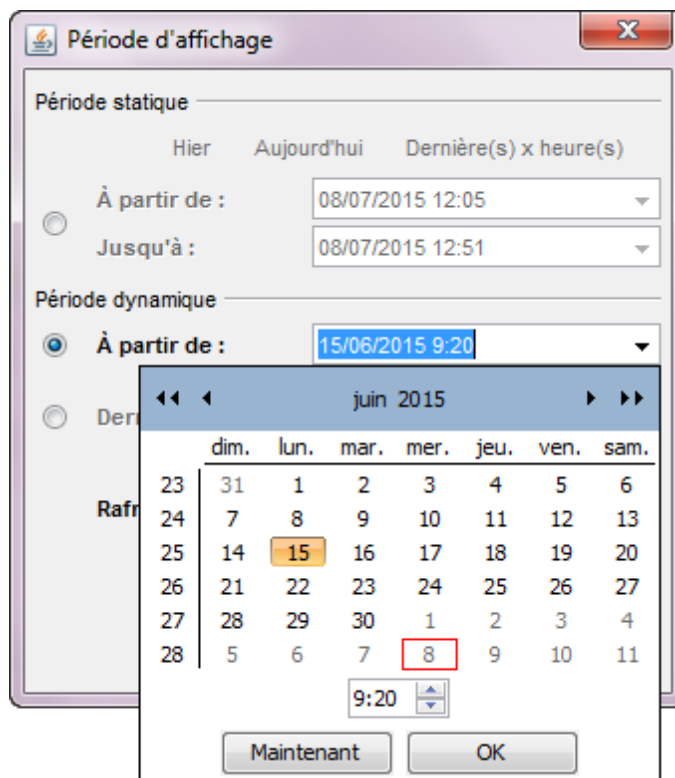 Période d'affichage
Période statique
Hier Aujourd'hui Dernière(s) x heure(s)
À partir de : 08/07/2015 12:05
Jusqu'à : 08/07/2015 12:51
Période dynamique
À partir de : 15/06/2015 9:20
juin 2015
dim. lun. mar. mer. jeu. ven. sam.
23 31 1 2 3 4 5 6
24 7 8 9 10 11 12 13
25 14 15 16 17 18 19 20
26 21 22 23 24 25 26 27
27 28 29 30 1 2 3 4
28 5 6 7 8 9 10 11
9:20
Maintenant OK